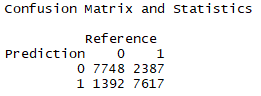 Confusion Matrix and Statistics
Reference
Prediction 0 1
0 7748 2387
1 1392 7617